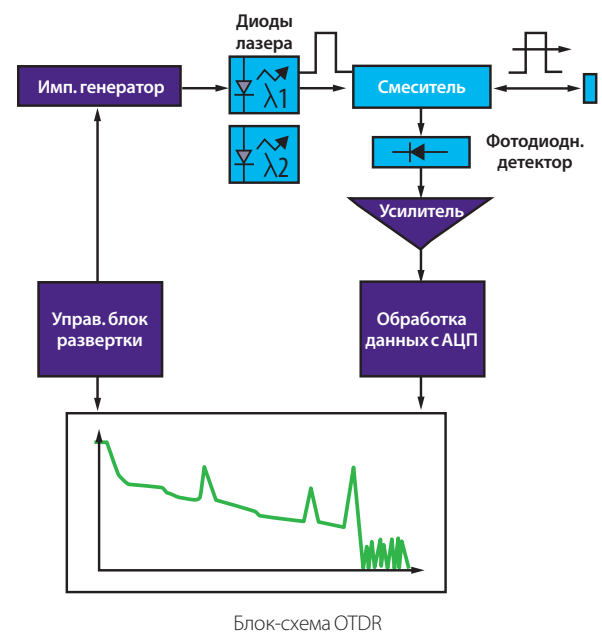 Диоды
лазера
Имп. генератор
λ1
Смеситель
λ2
Фотодиодн.
детектор
Усилитель
Управ. блок
развертки
Обработка
данных с АЦП
Блок-схема OTDR